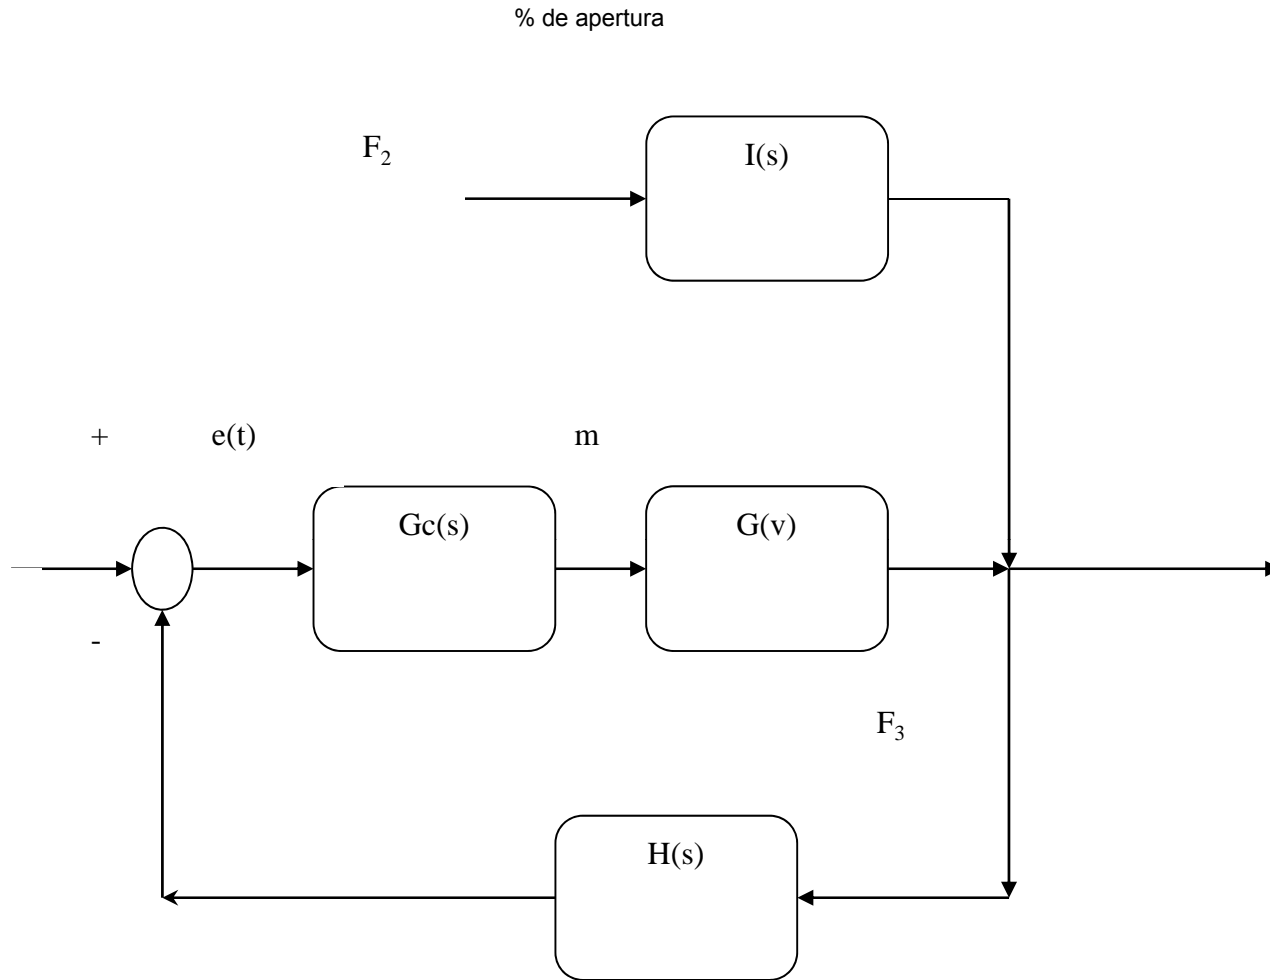 % de apertura
F₂
I(s)
+ e(t) m
Gc(s) G(v)
-
F₃
H(s)